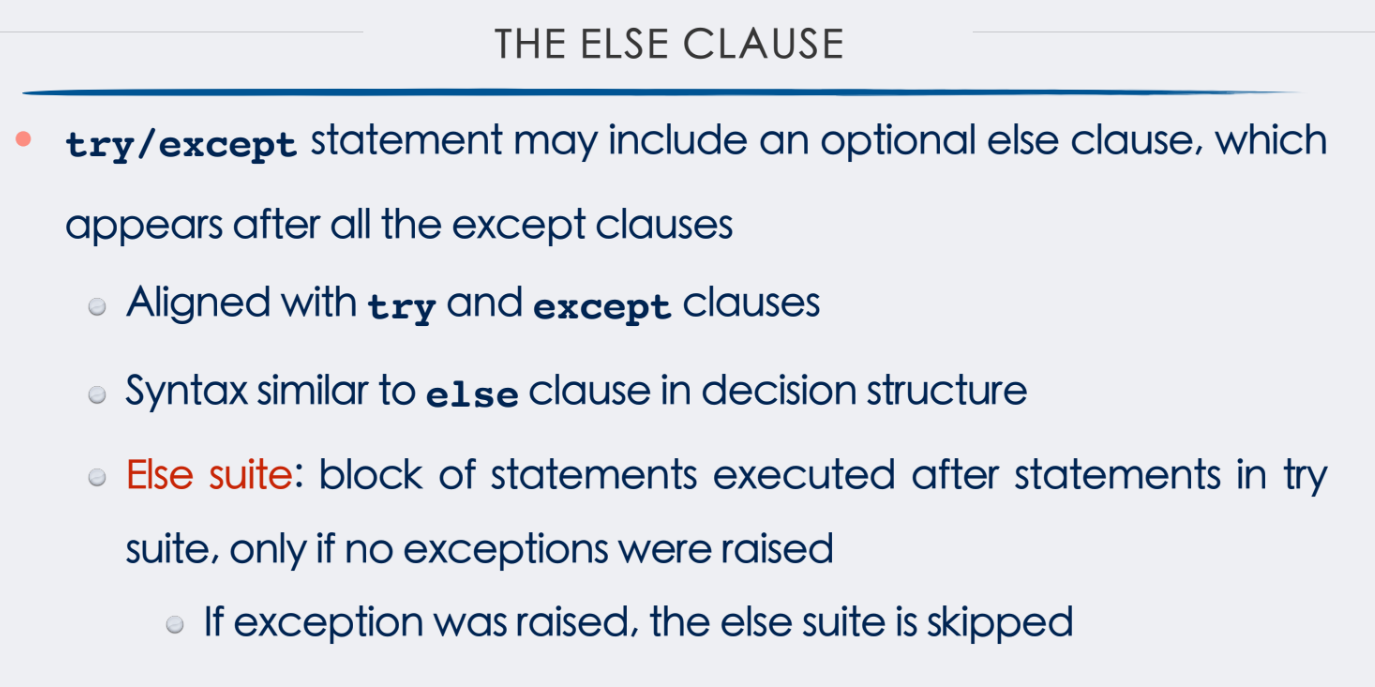 THE ELSE CLAUSE
try/except statement may include an optional else clause, which
appears after all the except clauses
Aligned with try and except clauses
Syntax similar to else clause in decision structure
Else suite: block of statements executed after statements in try
suite, only if no exceptions were raised
If exception was raised, the else suite is skipped